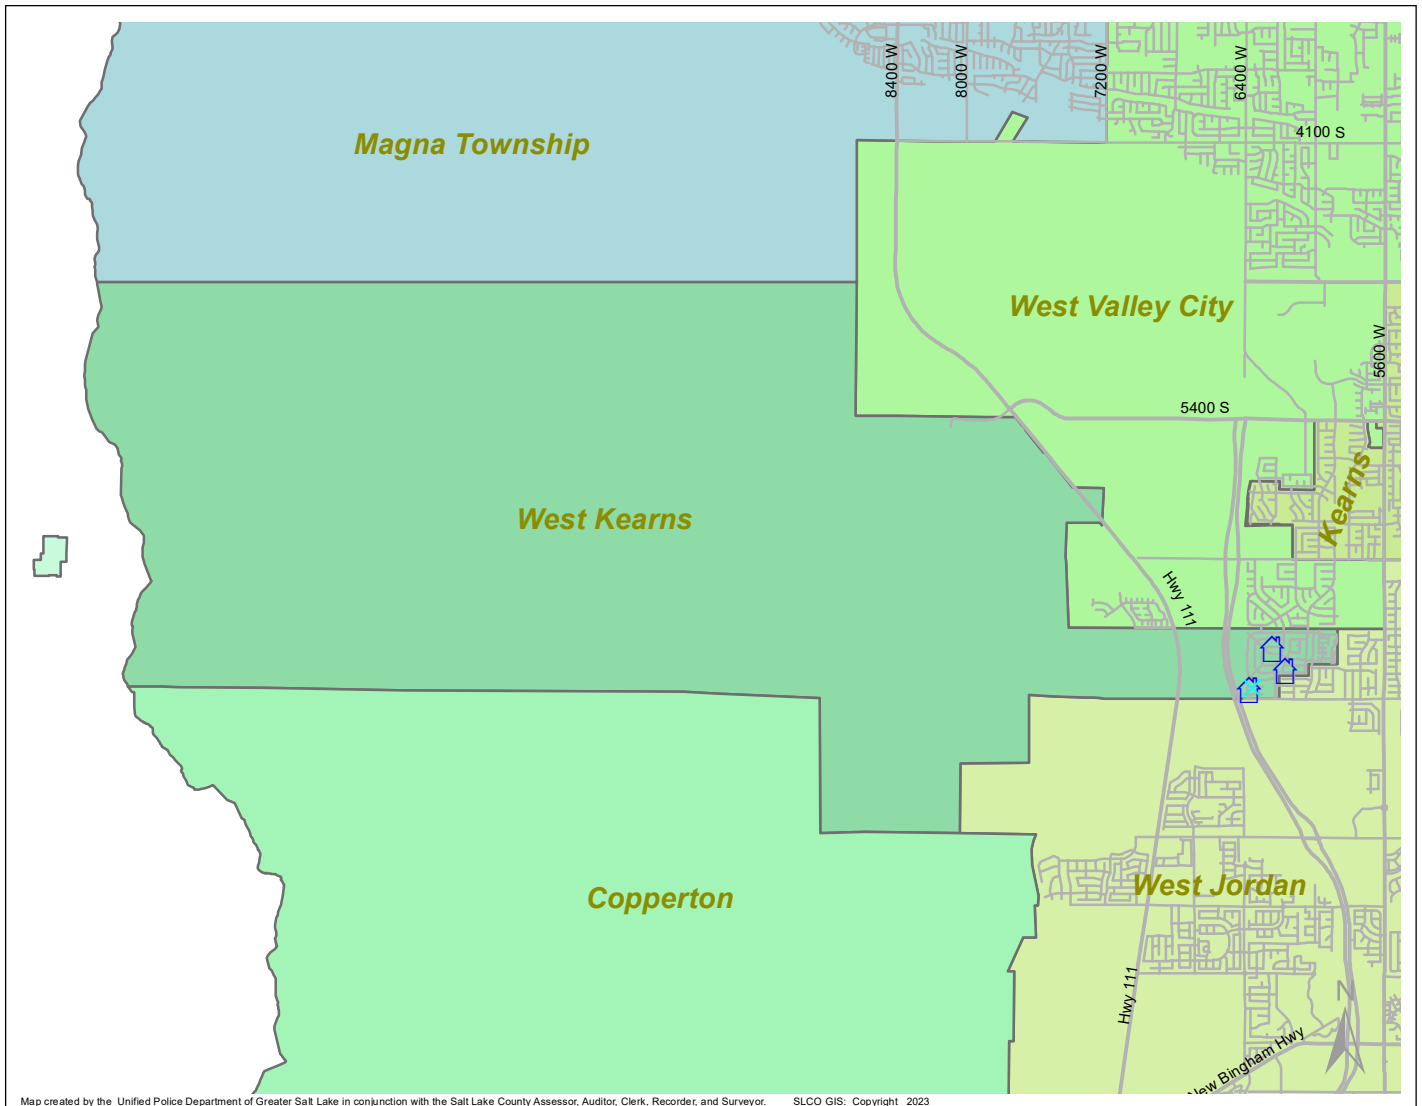 8400 W
8000 W
7200 W
6400 W
4100 S
Magna Township
West Valley City
5600 W
5400 S
Kearns
West Kearns
Hwy 111
West Jordan
Copperton
Hwy 111
N
New Bingham Hwy
Map created by the Unified Police Department of Greater Salt Lake in conjunction with the Salt Lake County Assessor, Auditor, Clerk, Recorder, and Surveyor. SLCO GIS: Copyright 2023